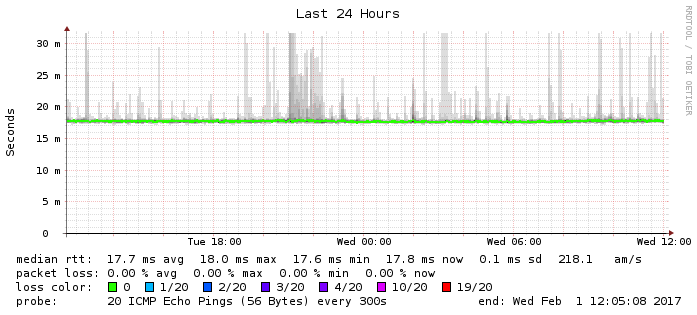 Last 24 Hours
RRDTOOL / TOBI OETIKER
Seconds
30 m
25 m
20 m
15 m
10 m
5 m
0
Tue 18:00 Wed 00:00 Wed 06:00 Wed 12:00
median rtt: 17.7 ms avg 18.0 ms max 17.6 ms min 17.8 ms now 0.1 ms sd 218.1 am/s
packet loss: 0.00 % avg 0.00 % max 0.00 % min 0.00 % now
loss color: 0 1/20 2/20 3/20 4/20 10/20 19/20
probe: 20 ICMP Echo Pings (56 Bytes) every 300s end: Wed Feb 1 12:05:08 2017